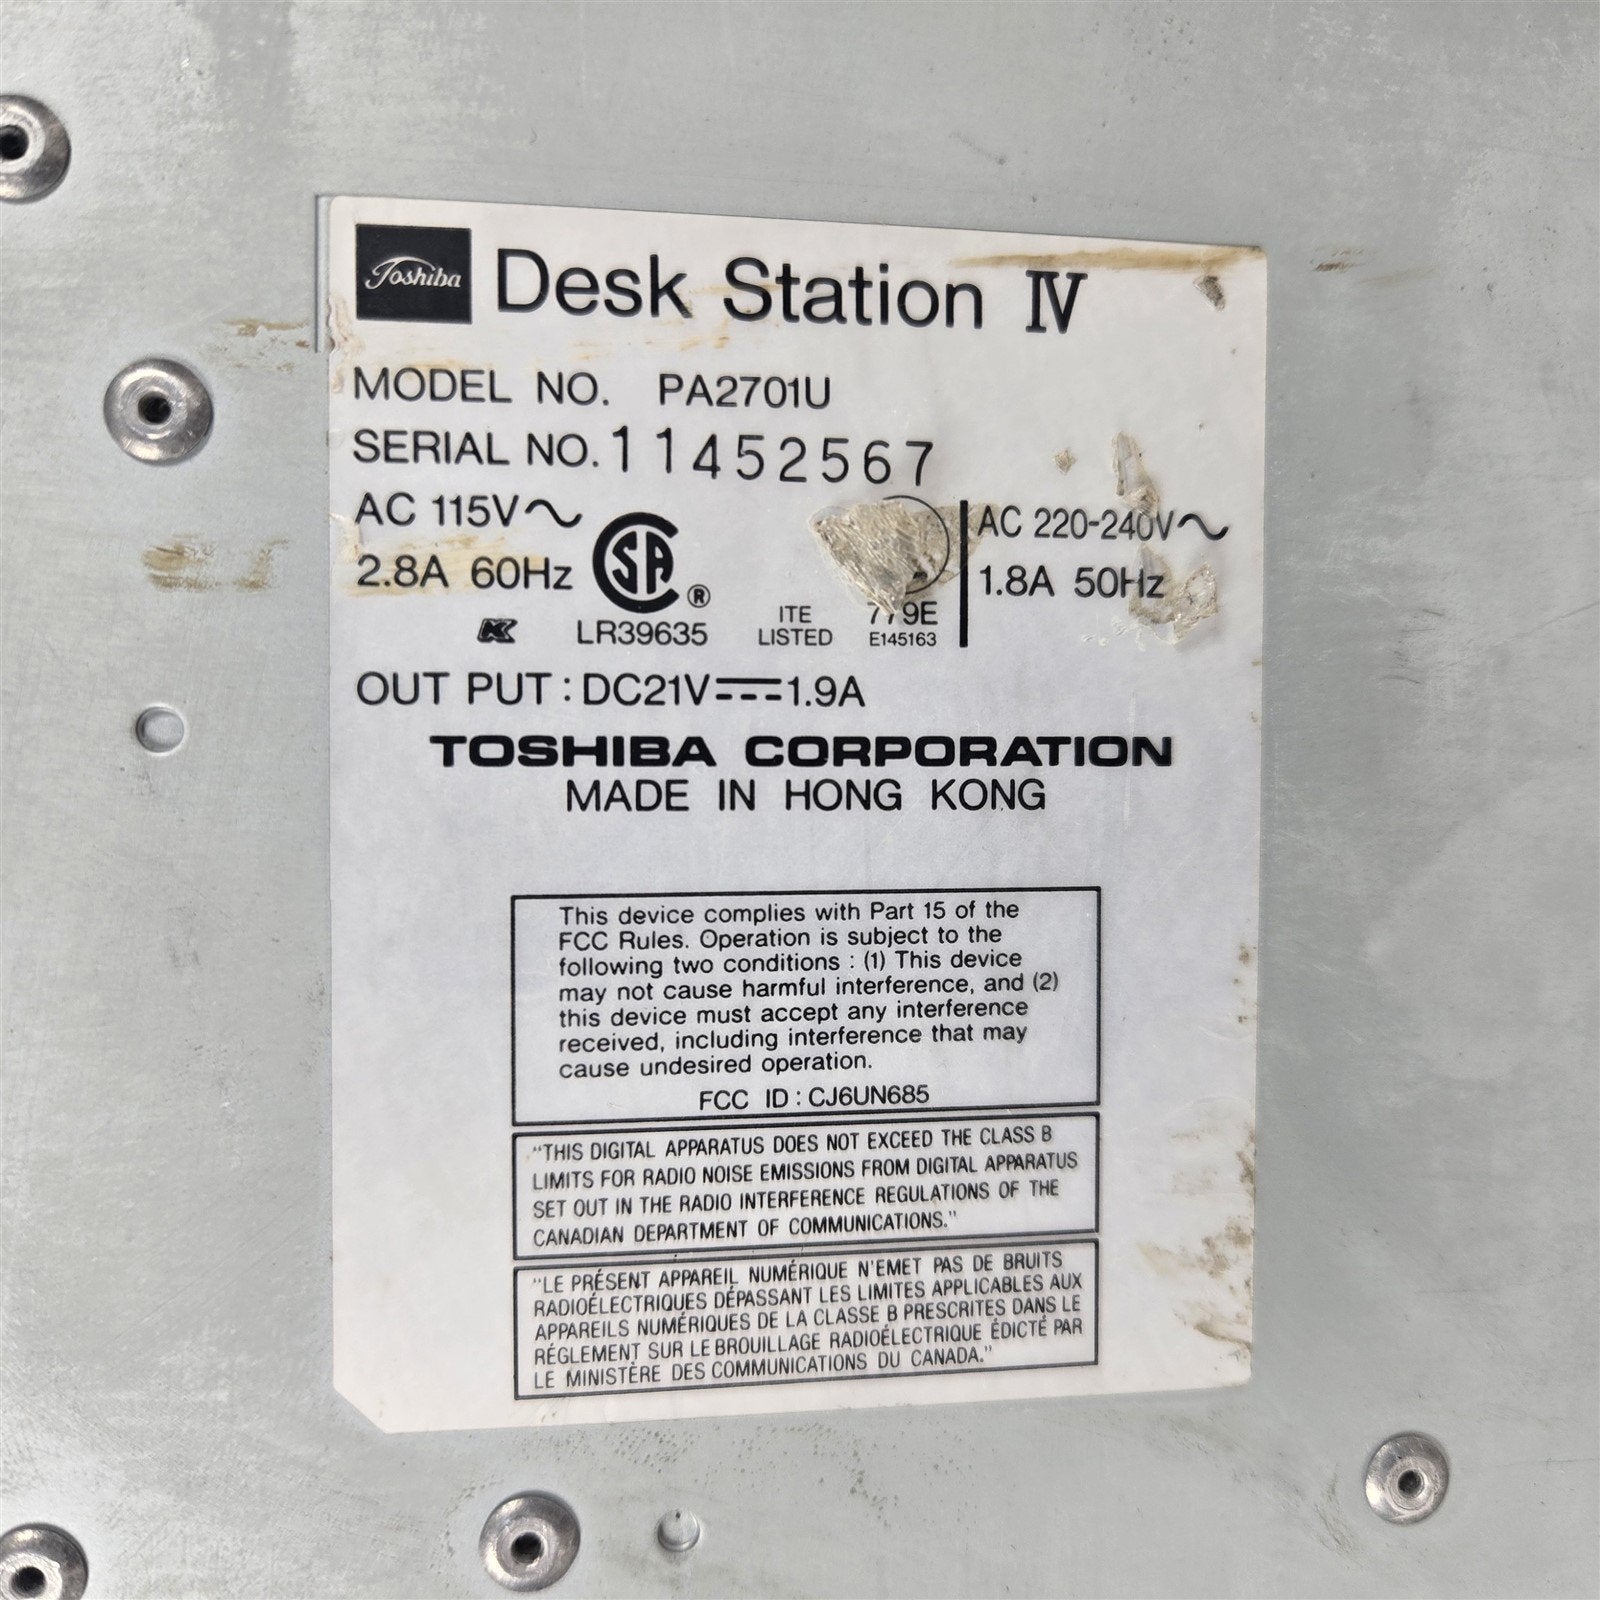 Toshiba Desk Station IV
MODEL NO. PA2701U
SERIAL NO. 11452567
AC 115V~
2.8A 60Hz
SA ®
LR39635
ITE
LISTED
779E
E145163
AC 220-240V~
1.8A 50Hz
OUT PUT : DC21V⎓1.9A
TOSHIBA CORPORATION
MADE IN HONG KONG
This device complies with Part 15 of the
FCC Rules. Operation is subject to the
following two conditions : (1) This device
may not cause harmful interference, and (2)
this device must accept any interference
received, including interference that may
cause undesired operation.
FCC ID : CJ6UN685
"THIS DIGITAL APPARATUS DOES NOT EXCEED THE CLASS B
LIMITS FOR RADIO NOISE EMISSIONS FROM DIGITAL APPARATUS
SET OUT IN THE RADIO INTERFERENCE REGULATIONS OF THE
CANADIAN DEPARTMENT OF COMMUNICATIONS."
"LE PRÉSENT APPAREIL NUMÉRIQUE N'EMET PAS DE BRUITS
RADIOÉLECTRIQUES DÉPASSANT LES LIMITES APPLICABLES AUX
APPAREILS NUMÉRIQUES DE LA CLASSE B PRESCRITES DANS LE
RÉGLEMENT SUR LE BROUILLAGE RADIOÉLECTRIQUE ÉDICTÉ PAR
LE MINISTÈRE DES COMMUNICATIONS DU CANADA."